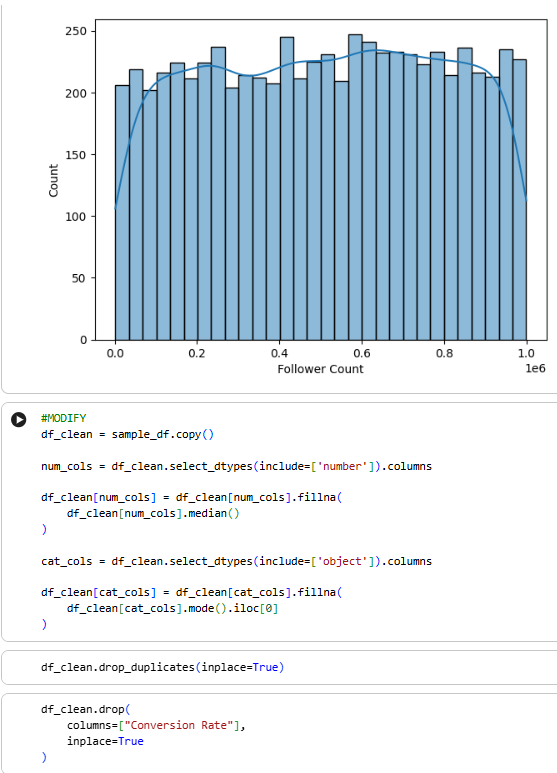 250
200
150
100
50
0
Count
0.0 0.2 0.4 0.6 0.8 1.0
1e6
Follower Count
#MODIFY
df_clean = sample_df.copy()
num_cols = df_clean.select_dtypes(include=['number']).columns
df_clean[num_cols] = df_clean[num_cols].fillna(
    df_clean[num_cols].median()
)
cat_cols = df_clean.select_dtypes(include=['object']).columns
df_clean[cat_cols] = df_clean[cat_cols].fillna(
    df_clean[cat_cols].mode().iloc[0]
)
df_clean.drop_duplicates(inplace=True)
df_clean.drop(
    columns=["Conversion Rate"],
    inplace=True
)